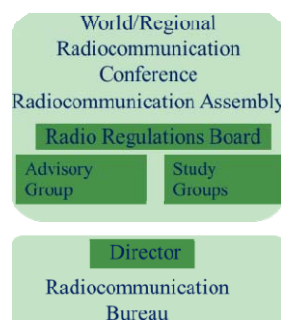 World/Regional
Radiocommunication
Conference
Radiocommunication Assembly
Radio Regulations Board
Advisory
Group
Study
Groups
Director
Radiocommunication
Bureau